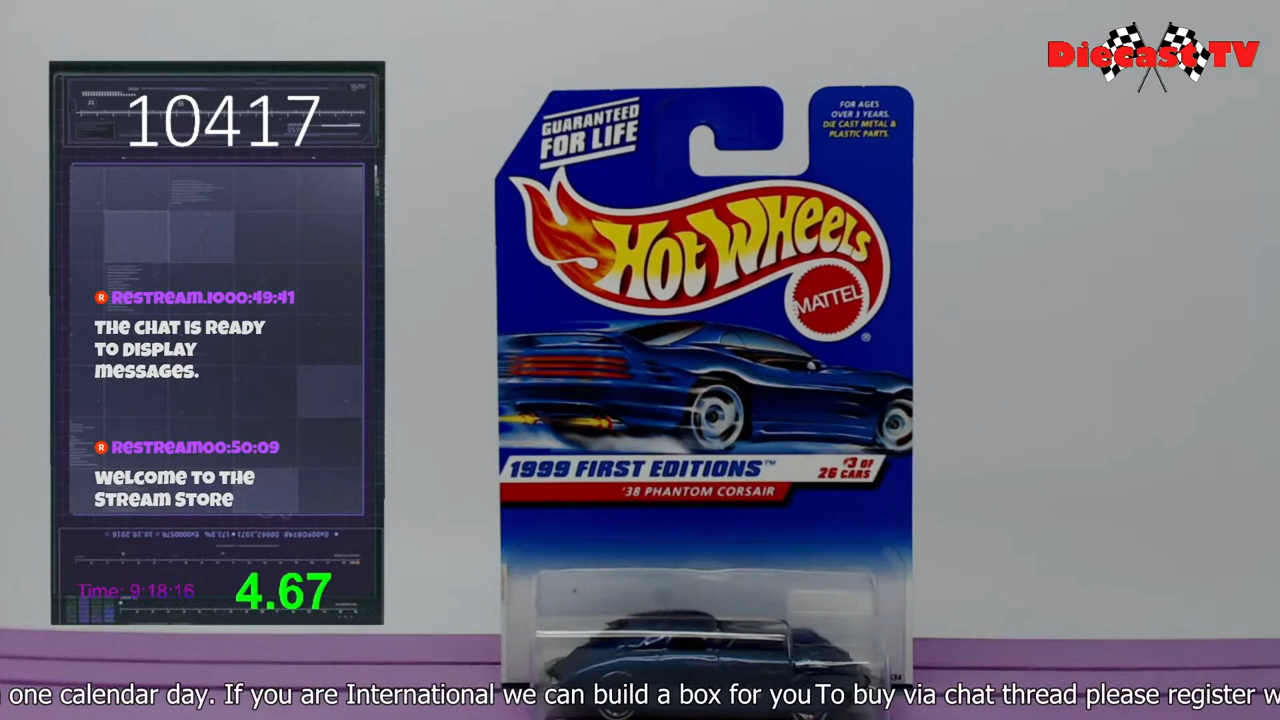 Diecast TV
10417
Restream.1000:49:41
The chat is ready
to display
messages.
Restream00:50:09
Welcome to the
Stream Store
Time: 9:18:16
4.67
GUARANTEED
FOR LIFE
FOR AGES
OVER 3 YEARS.
DIE CAST METAL &
PLASTIC PARTS.
HOT WHEELS
MATTEL
®
1999 FIRST EDITIONS™
#3 OF
26 CARS
'38 PHANTOM CORSAIR
one calendar day. If you are International we can build a box for you To buy via chat thread please register w